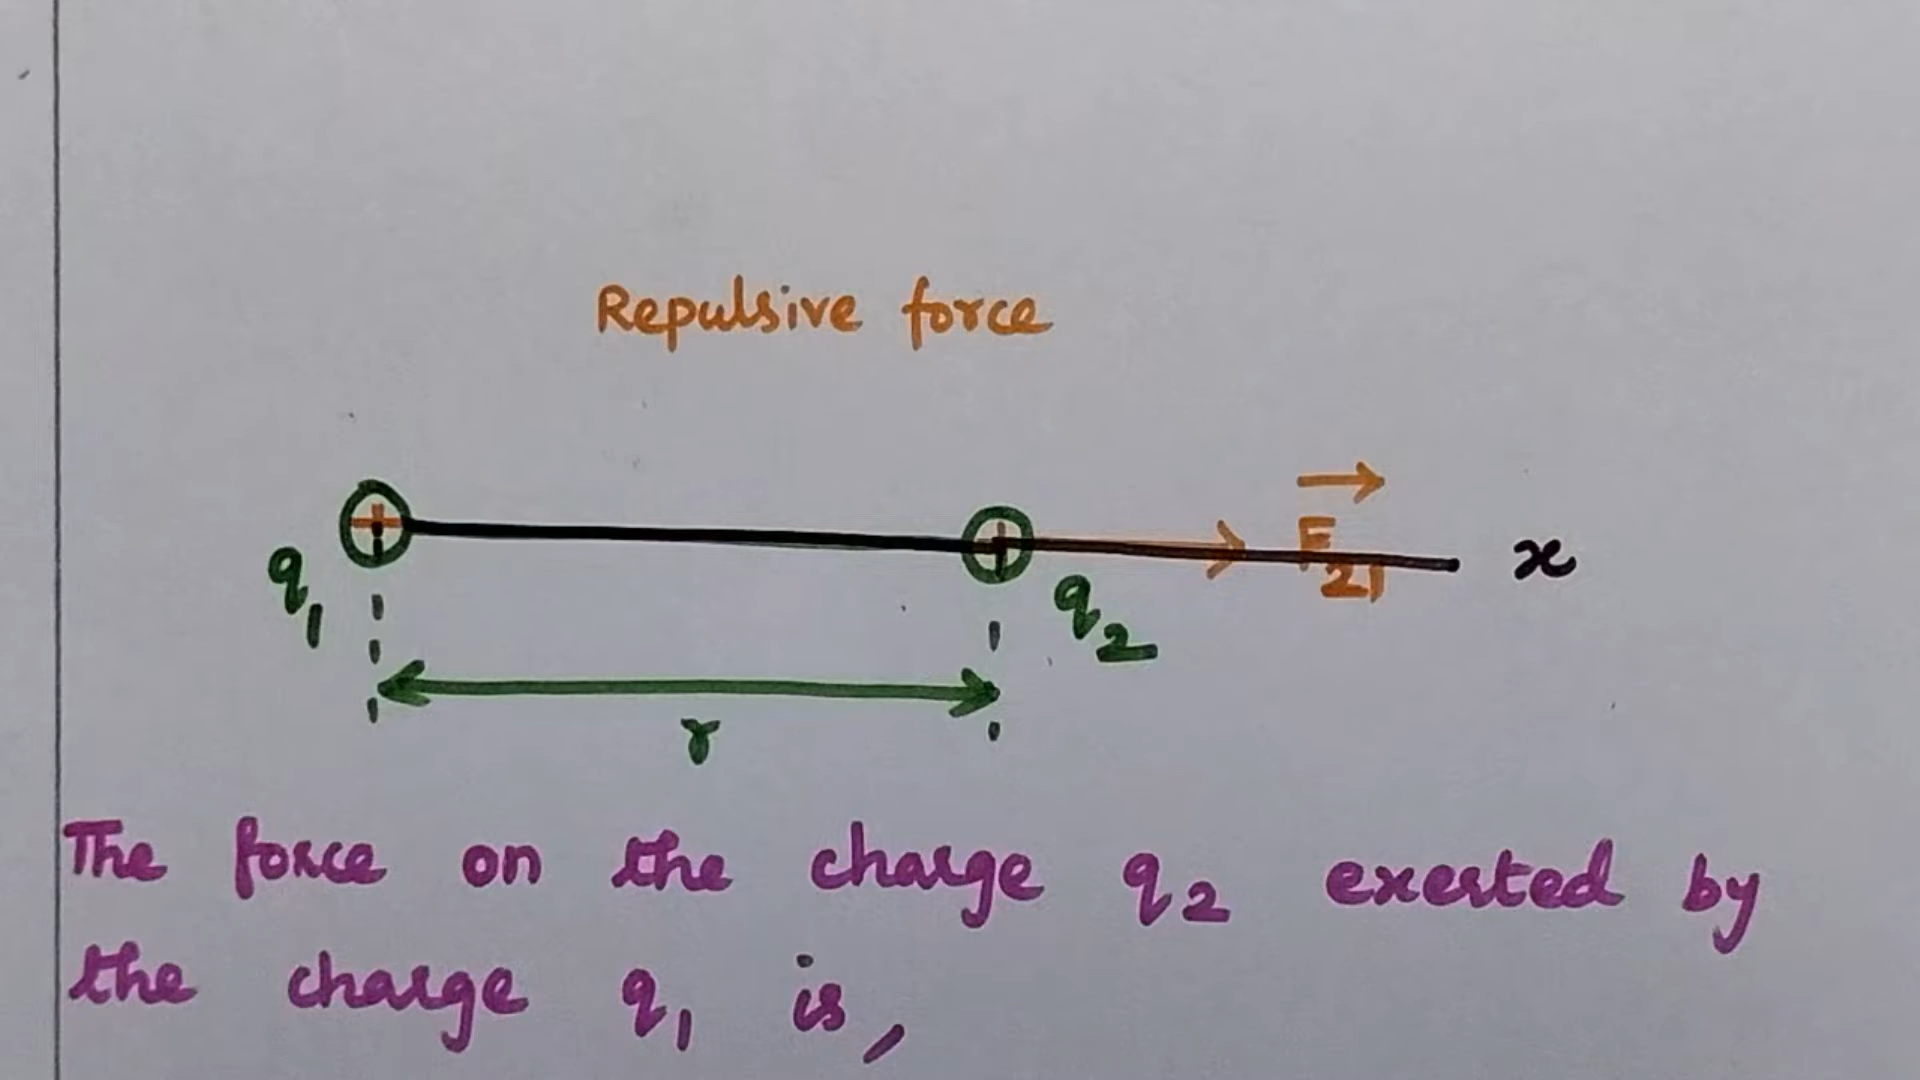 Repulsive force
+ + F₂₁ x
q₁ q₂
r
The force on the charge q₂ exerted by
the charge q₁ is,